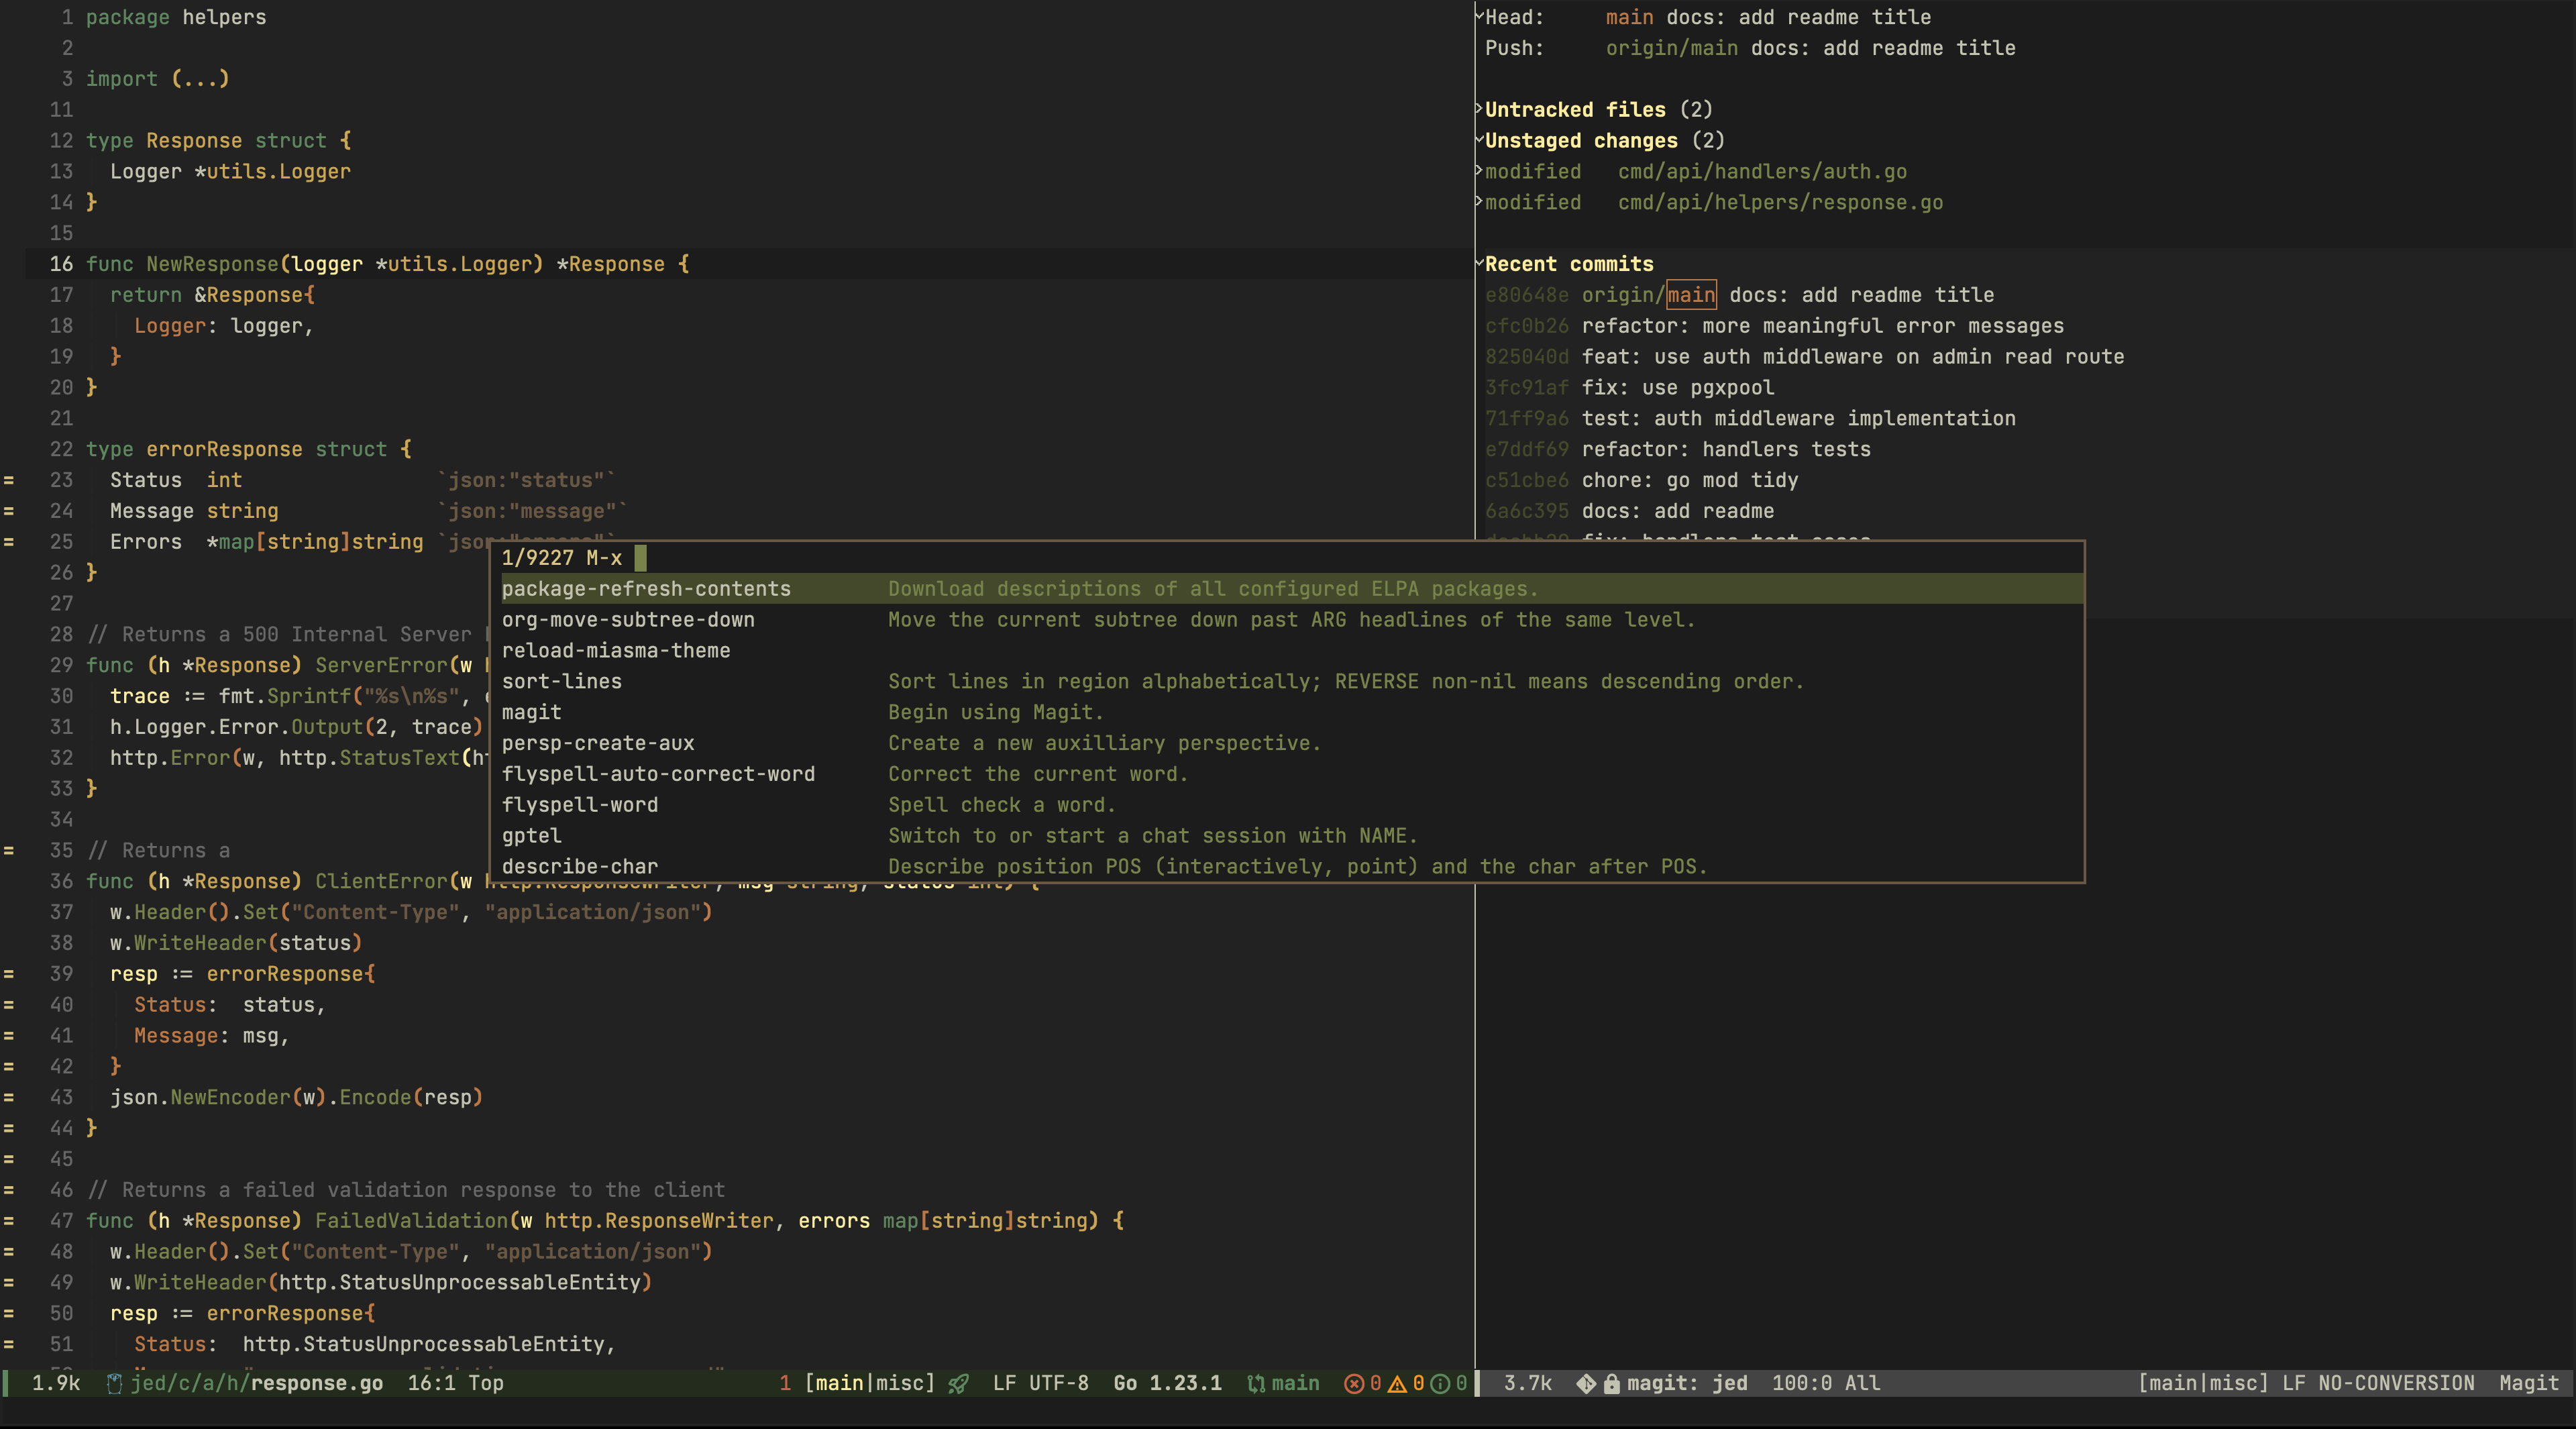 1 package helpers
2
3 import (...)
11
12 type Response struct {
13 Logger *utils.Logger
14 }
15
16 func NewResponse(logger *utils.Logger) *Response {
17 return &Response{
18 Logger: logger,
19 }
20 }
21
22 type errorResponse struct {
= 23 Status int `json:"status"`
= 24 Message string `json:"message"`
= 25 Errors *map[string]string `json:"errors"`
26 }
27
28 // Returns a 500 Internal Server
29 func (h *Response) ServerError(w
30 trace := fmt.Sprintf("%s\n%s",
31 h.Logger.Error.Output(2, trace)
32 http.Error(w, http.StatusText(
33 }
34
= 35 // Returns a
36 func (h *Response) ClientError(w http.ResponseWriter, msg string, status int) {
37 w.Header().Set("Content-Type", "application/json")
38 w.WriteHeader(status)
= 39 resp := errorResponse{
= 40 Status: status,
= 41 Message: msg,
= 42 }
= 43 json.NewEncoder(w).Encode(resp)
= 44 }
= 45
= 46 // Returns a failed validation response to the client
= 47 func (h *Response) FailedValidation(w http.ResponseWriter, errors map[string]string) {
= 48 w.Header().Set("Content-Type", "application/json")
= 49 w.WriteHeader(http.StatusUnprocessableEntity)
= 50 resp := errorResponse{
= 51 Status: http.StatusUnprocessableEntity,
1.9k jed/c/a/h/response.go 16:1 Top 1 [main|misc] LF UTF-8 Go 1.23.1 main 0 0 0
Head: main docs: add readme title
Push: origin/main docs: add readme title
Untracked files (2)
Unstaged changes (2)
modified cmd/api/handlers/auth.go
modified cmd/api/helpers/response.go
Recent commits
e80648e origin/main docs: add readme title
cfc0b26 refactor: more meaningful error messages
825040d feat: use auth middleware on admin read route
3fc91af fix: use pgxpool
71ff9a6 test: auth middleware implementation
e7ddf69 refactor: handlers tests
c51cbe6 chore: go mod tidy
6a6c395 docs: add readme
fix: handlers test cases
3.7k magit: jed 100:0 All [main|misc] LF NO-CONVERSION Magit
1/9227 M-x
package-refresh-contents Download descriptions of all configured ELPA packages.
org-move-subtree-down Move the current subtree down past ARG headlines of the same level.
reload-miasma-theme
sort-lines Sort lines in region alphabetically; REVERSE non-nil means descending order.
magit Begin using Magit.
persp-create-aux Create a new auxilliary perspective.
flyspell-auto-correct-word Correct the current word.
flyspell-word Spell check a word.
gptel Switch to or start a chat session with NAME.
describe-char Describe position POS (interactively, point) and the char after POS.